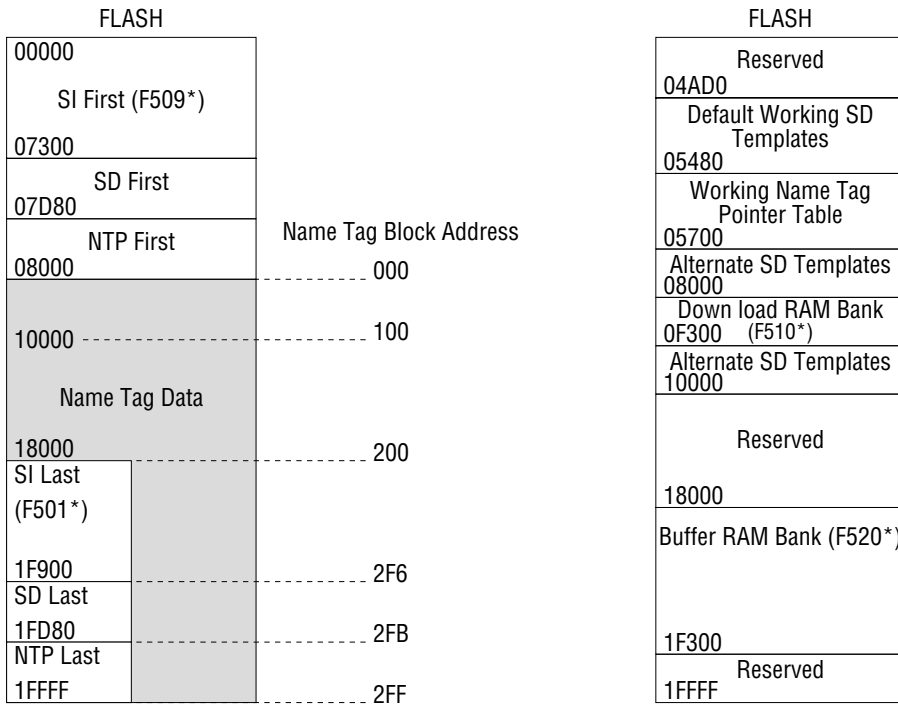 FLASH
00000
SI First (F509*)
07300
SD First
07D80
NTP First
08000
10000
Name Tag Data
18000
SI Last
(F501*)
1F900
SD Last
1FD80
NTP Last
1FFFF
Name Tag Block Address
000
100
200
2F6
2FB
2FF
FLASH
Reserved
04AD0
Default Working SD
Templates
05480
Working Name Tag
Pointer Table
05700
Alternate SD Templates
08000
Down load RAM Bank
0F300 (F510*)
Alternate SD Templates
10000
Reserved
18000
Buffer RAM Bank (F520*)
1F300
Reserved
1FFFF